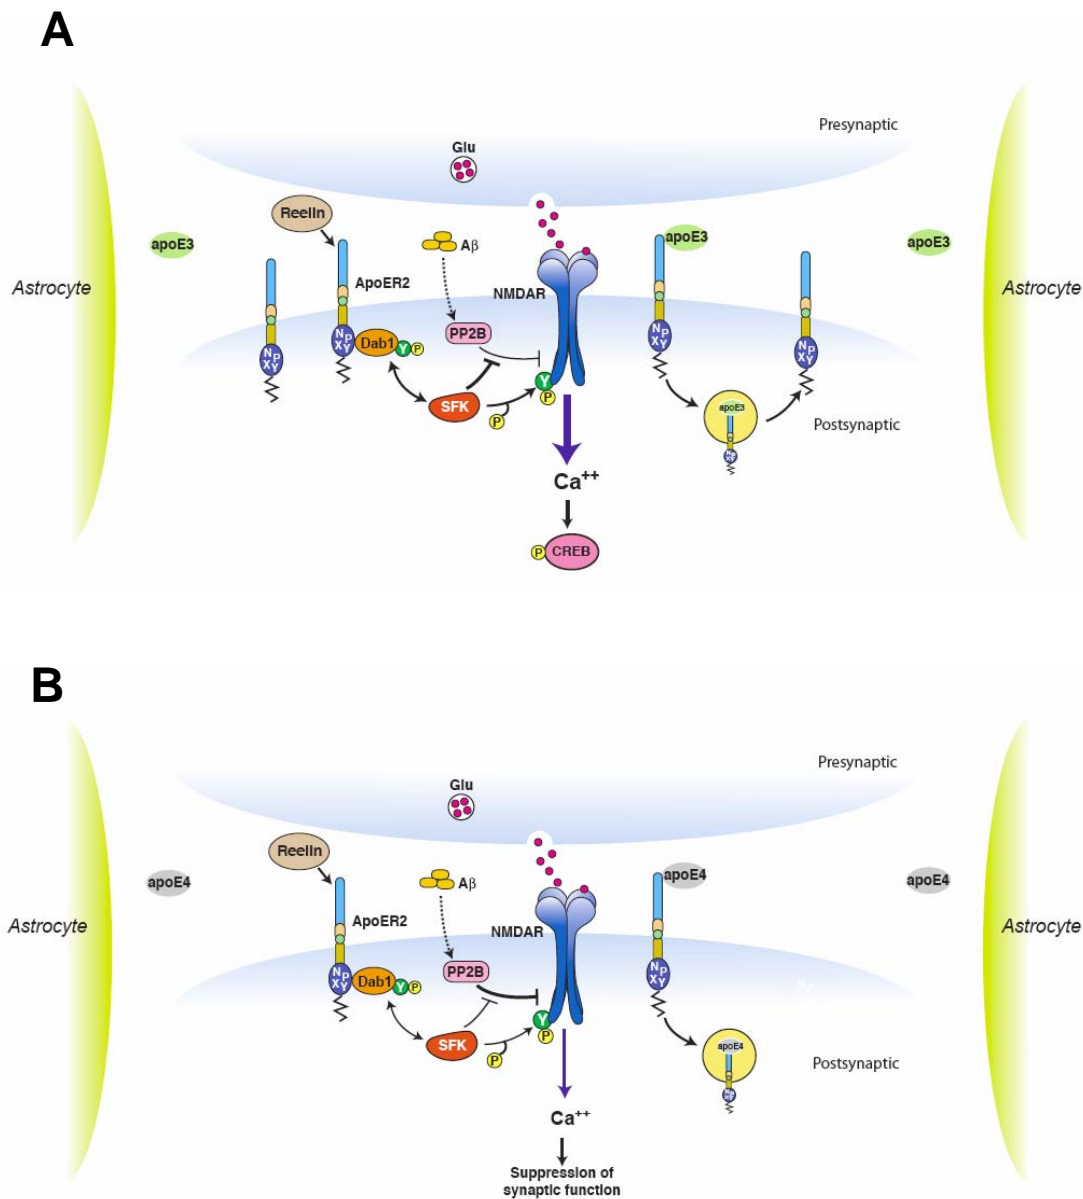 A
Presynaptic
Glu
Reelin
apoE3
apoE3
apoE3
Aβ
ApoER2
Astrocyte
NMDAR
Astrocyte
PP2B
N
P
X
Y
N
P
X
Y
Dab1
Y
P
N
P
X
Y
N
P
X
Y
Y
P
SFK
P
apoE3
Postsynaptic
N
P
X
Y
Ca++
P
CREB
B
Presynaptic
Glu
Reelin
apoE4
apoE4
apoE4
Aβ
ApoER2
Astrocyte
NMDAR
Astrocyte
PP2B
N
P
X
Y
Dab1
Y
P
N
P
X
Y
Y
P
SFK
P
apoE4
Postsynaptic
N
P
X
Y
Ca++
Suppression of
synaptic function